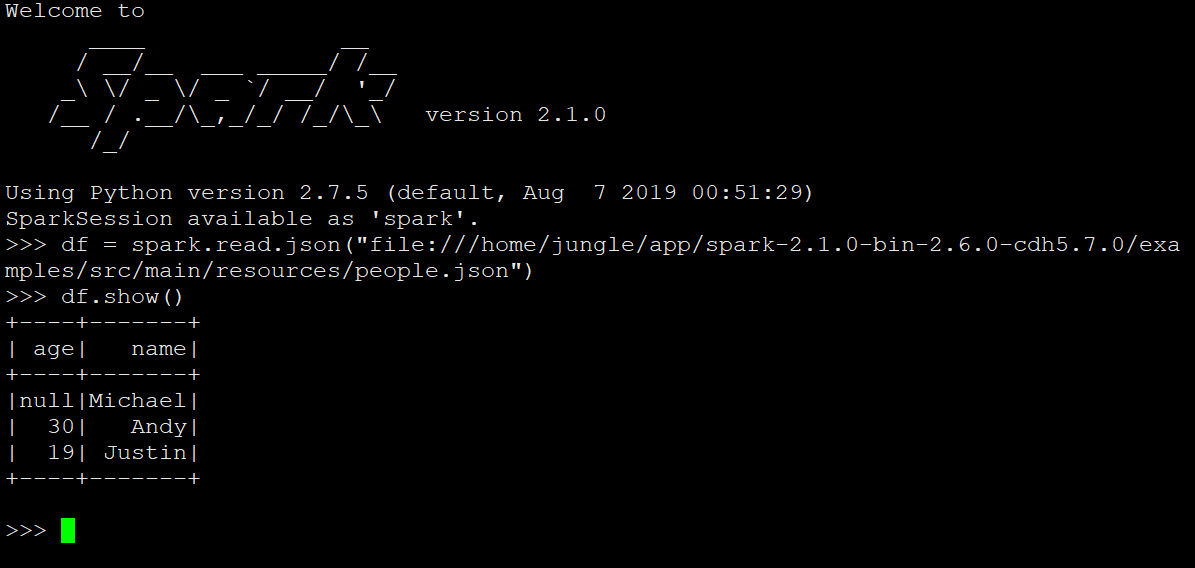 Welcome to
      ____              __
     / __/__  ___ _____/ /__
    _\ \/ _ \/ _ `/ __/  '_/
   /__ / .__/\_,_/_/ /_/\_\   version 2.1.0
      /_/

Using Python version 2.7.5 (default, Aug  7 2019 00:51:29)
SparkSession available as 'spark'.
>>> df = spark.read.json("file:///home/jungle/app/spark-2.1.0-bin-2.6.0-cdh5.7.0/exa
mples/src/main/resources/people.json")
>>> df.show()
+----+-------+
| age|   name|
+----+-------+
|null|Michael|
|  30|   Andy|
|  19| Justin|
+----+-------+

>>>